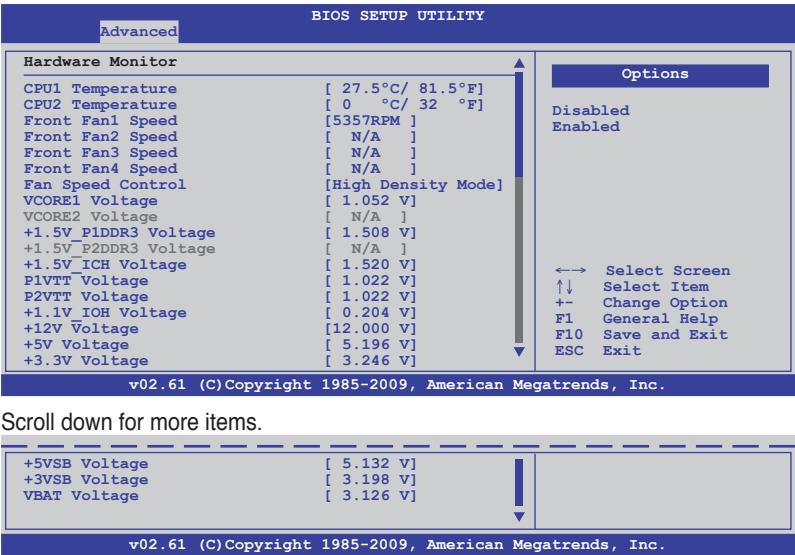 BIOS SETUP UTILITY
Advanced
Hardware Monitor
CPU1 Temperature [ 27.5°C/ 81.5°F]
CPU2 Temperature [ 0 °C/ 32 °F]
Front Fan1 Speed [5357RPM ]
Front Fan2 Speed [ N/A ]
Front Fan3 Speed [ N/A ]
Front Fan4 Speed [ N/A ]
Fan Speed Control [High Density Mode]
VCORE1 Voltage [ 1.052 V]
VCORE2 Voltage [ N/A ]
+1.5V_P1DDR3 Voltage [ 1.508 V]
+1.5V_P2DDR3 Voltage [ N/A ]
+1.5V_ICH Voltage [ 1.520 V]
P1VTT Voltage [ 1.022 V]
P2VTT Voltage [ 1.022 V]
+1.1V_IOH Voltage [ 0.204 V]
+12V Voltage [12.000 V]
+5V Voltage [ 5.196 V]
+3.3V Voltage [ 3.246 V]
Options
Disabled
Enabled
←→ Select Screen
↑↓ Select Item
+- Change Option
F1 General Help
F10 Save and Exit
ESC Exit
v02.61 (C)Copyright 1985-2009, American Megatrends, Inc.
Scroll down for more items.
+5VSB Voltage [ 5.132 V]
+3VSB Voltage [ 3.198 V]
VBAT Voltage [ 3.126 V]
v02.61 (C)Copyright 1985-2009, American Megatrends, Inc.